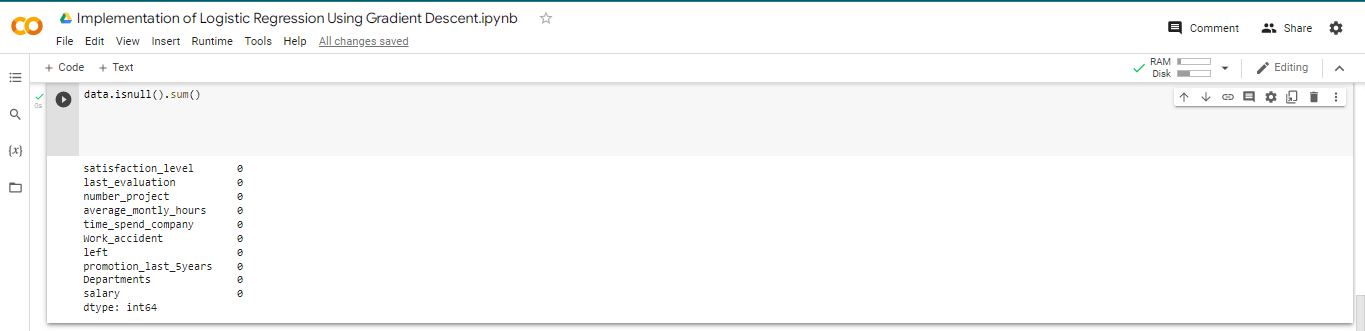 Implementation of Logistic Regression Using Gradient Descent.ipynb
File Edit View Insert Runtime Tools Help All changes saved
Comment Share
+ Code + Text
RAM
Disk
Editing
0s
data.isnull().sum()
{x}
satisfaction_level 0
last_evaluation 0
number_project 0
average_montly_hours 0
time_spend_company 0
Work_accident 0
left 0
promotion_last_5years 0
Departments 0
salary 0
dtype: int64